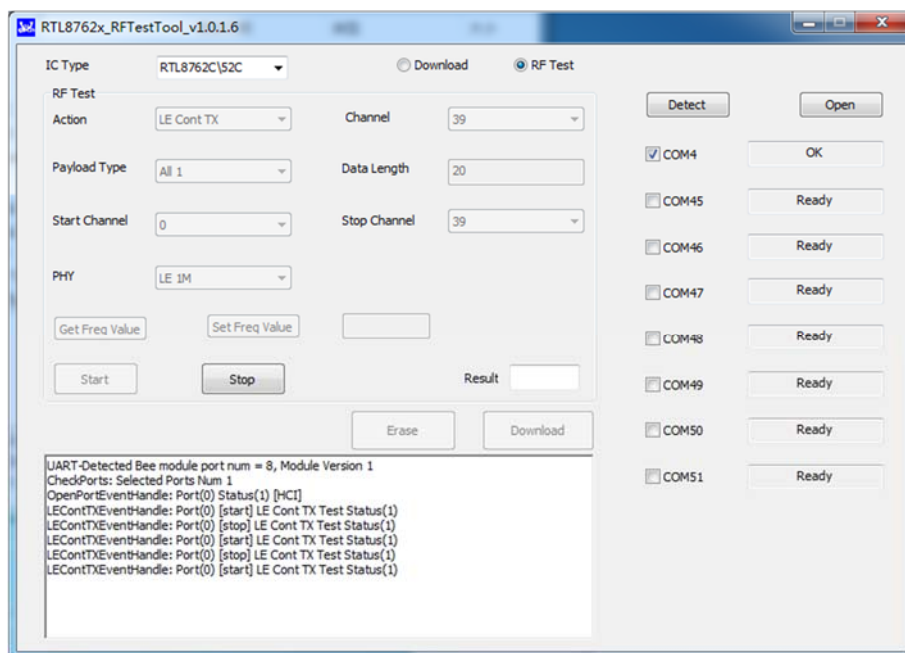 RTL8762x_RFTestTool_v1.0.1.6
IC Type RTL8762C\52C Download RF Test
RF Test
Detect Open
Action LE Cont TX Channel 39
COM4 OK
Payload Type All 1 Data Length 20
COM45 Ready
Start Channel 0 Stop Channel 39
COM46 Ready
PHY LE 1M
COM47 Ready
Get Freq Value Set Freq Value
COM48 Ready
Start Stop Result
COM49 Ready
Erase Download
COM50 Ready
COM51 Ready
UART-Detected Bee module port num = 8, Module Version 1
CheckPorts: Selected Ports Num 1
OpenPortEventHandle: Port(0) Status(1) [HCI]
LEContTXEventHandle: Port(0) [start] LE Cont TX Test Status(1)
LEContTXEventHandle: Port(0) [stop] LE Cont TX Test Status(1)
LEContTXEventHandle: Port(0) [start] LE Cont TX Test Status(1)
LEContTXEventHandle: Port(0) [stop] LE Cont TX Test Status(1)
LEContTXEventHandle: Port(0) [start] LE Cont TX Test Status(1)